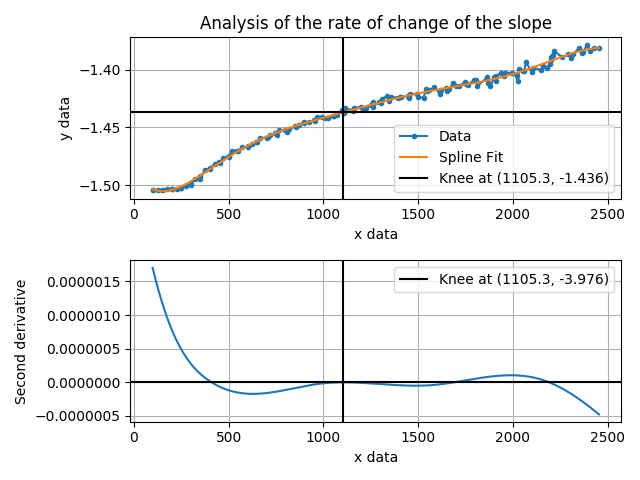 Analysis of the rate of change of the slope
y data
−1.40
−1.45
−1.50
Data
Spline Fit
Knee at (1105.3, -1.436)
0 500 1000 1500 2000 2500
x data
Second derivative
0.0000015
0.0000010
0.0000005
0.0000000
−0.0000005
Knee at (1105.3, -3.976)
0 500 1000 1500 2000 2500
x data